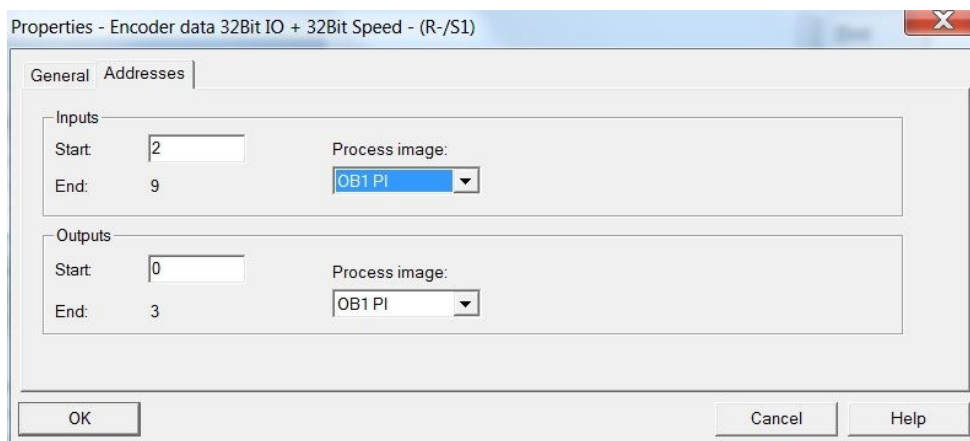 Properties - Encoder data 32Bit IO + 32Bit Speed - (R-/S1)
General Addresses
Inputs
Start: 2 Process image:
End: 9 OB1 PI
Outputs
Start: 0 Process image:
End: 3 OB1 PI
OK Cancel Help